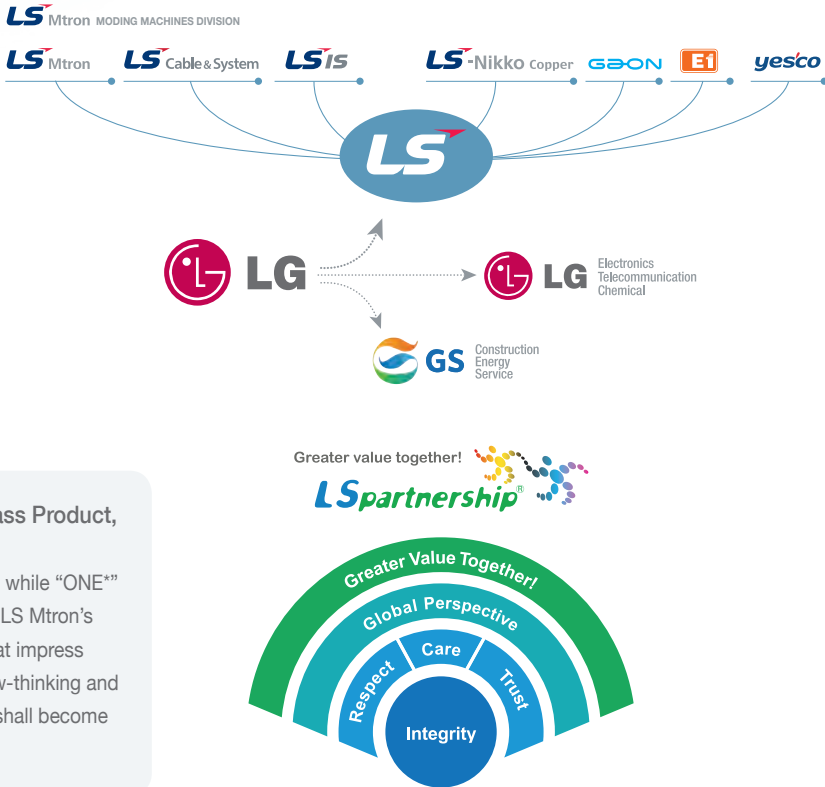 LS Mtron MODING MACHINES DIVISION
LS Mtron LS Cable & System LS IS LS-Nikko Copper GAON E1 yesco
LS
LG
LG Electronics
Telecommunication
Chemical
GS Construction
Energy
Service
Greater value together!
LSpartnership®
ass Product,
while “ONE*”
LS Mtron's
at impress
w-thinking and
shall become
Greater Value Together!
Global Perspective
Respect Care Trust
Integrity